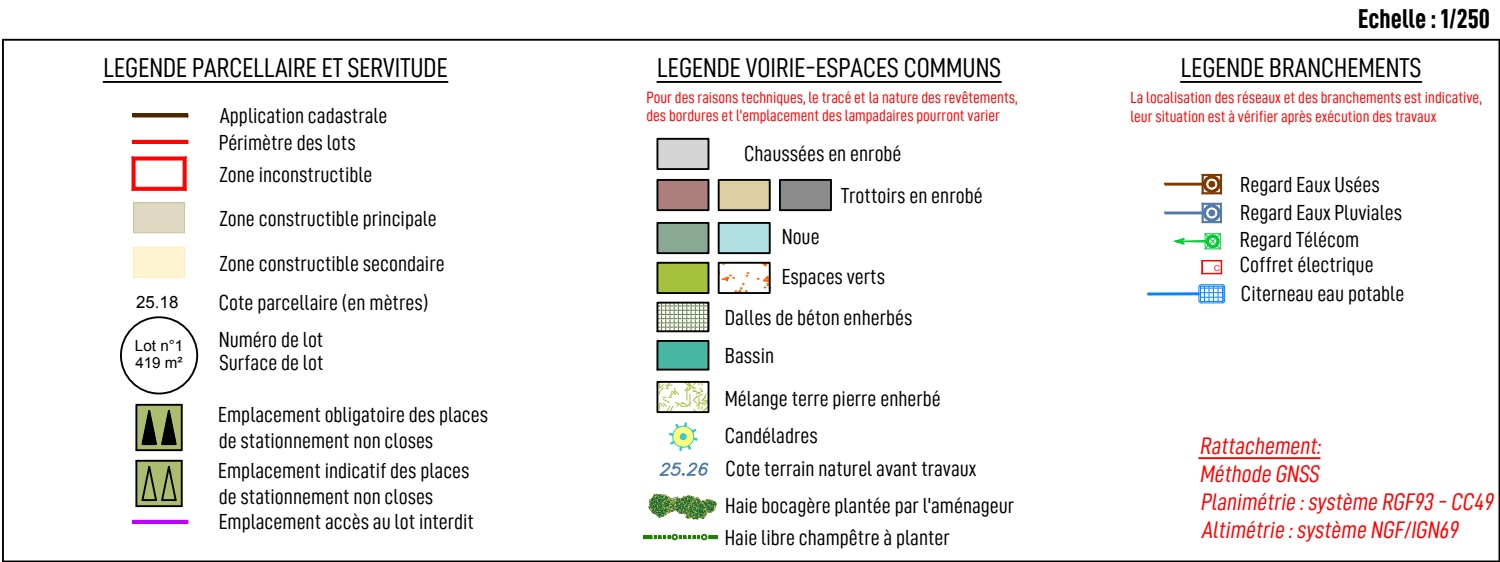 Echelle : 1/250
LEGENDE PARCELLAIRE ET SERVITUDE
Application cadastrale
Périmètre des lots
Zone inconstructible
Zone constructible principale
Zone constructible secondaire
25.18 Cote parcellaire (en mètres)
Lot n°1
419 m²
Numéro de lot
Surface de lot
Emplacement obligatoire des places
de stationnement non closes
Emplacement indicatif des places
de stationnement non closes
Emplacement accès au lot interdit
LEGENDE VOIRIE-ESPACES COMMUNS
Pour des raisons techniques, le tracé et la nature des revêtements,
des bordures et l'emplacement des lampadaires pourront varier
Chaussées en enrobé
Trottoirs en enrobé
Noue
Espaces verts
Dalles de béton enherbés
Bassin
Mélange terre pierre enherbé
Candéladres
25.26 Cote terrain naturel avant travaux
Haie bocagère plantée par l'aménageur
Haie libre champêtre à planter
LEGENDE BRANCHEMENTS
La localisation des réseaux et des branchements est indicative,
leur situation est à vérifier après exécution des travaux
Regard Eaux Usées
Regard Eaux Pluviales
Regard Télécom
C Coffret électrique
Citerneau eau potable
Rattachement:
Méthode GNSS
Planimétrie : système RGF93 - CC49
Altimétrie : système NGF/IGN69